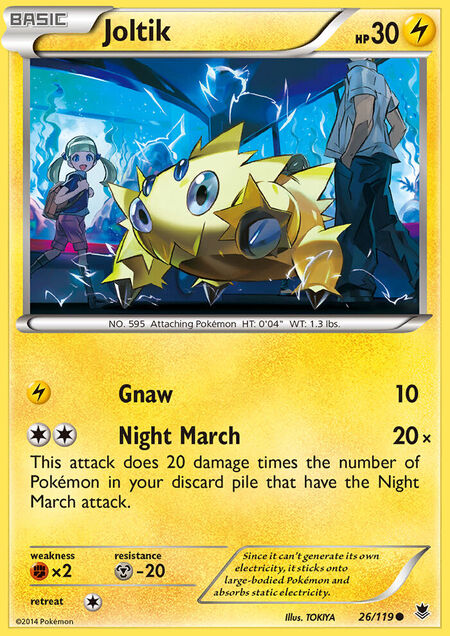 BASIC
Joltik
HP30
NO. 595 Attaching Pokémon HT: 0'04" WT: 1.3 lbs.
Gnaw 10
Night March 20×
This attack does 20 damage times the number of
Pokémon in your discard pile that have the Night
March attack.
weakness
×2
resistance
-20
retreat
Since it can't generate its own
electricity, it sticks onto
large-bodied Pokémon and
absorbs static electricity.
©2014 Pokémon
Illus. TOKIYA
26/119